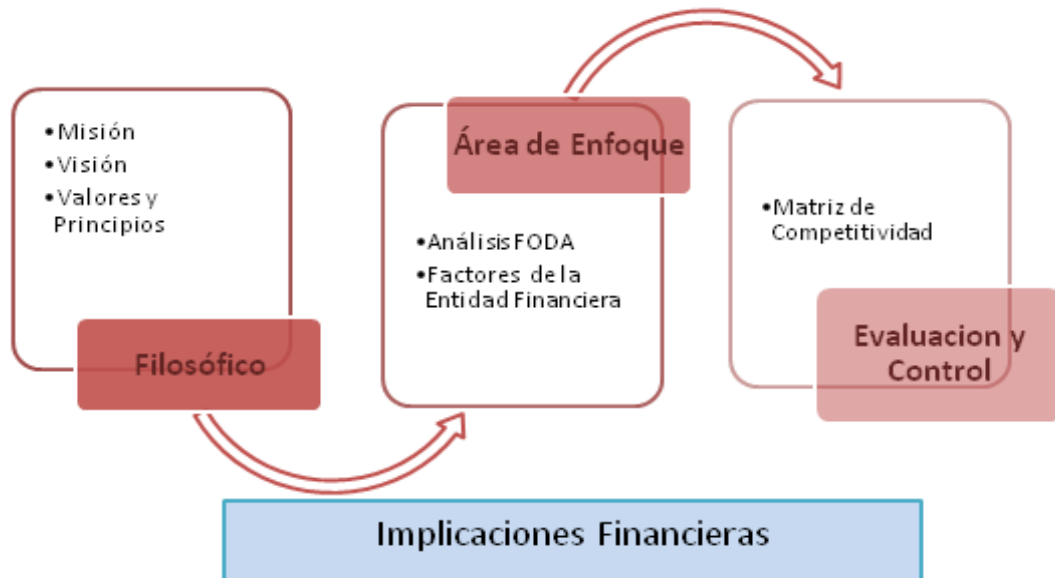 •Misión
•Visión
•Valores y
Principios
Filosófico
Área de Enfoque
•Análisis FODA
•Factores de la
Entidad Financiera
•Matriz de
Competitividad
Evaluacion y
Control
Implicaciones Financieras